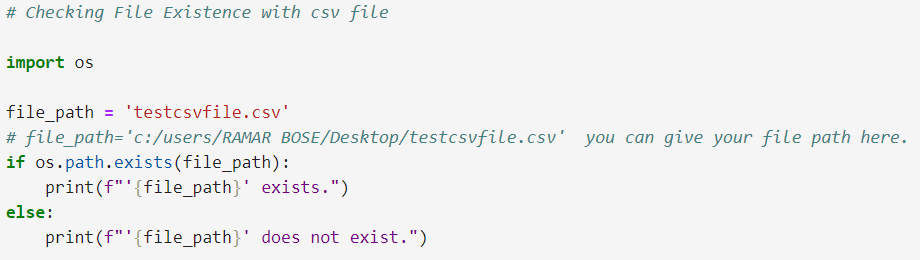 # Checking File Existence with csv file
import os
file_path = 'testcsvfile.csv'
# file_path='c:/users/RAMAR BOSE/Desktop/testcsvfile.csv'  you can give your file path here.
if os.path.exists(file_path):
    print(f"'{file_path}' exists.")
else:
    print(f"'{file_path}' does not exist.")